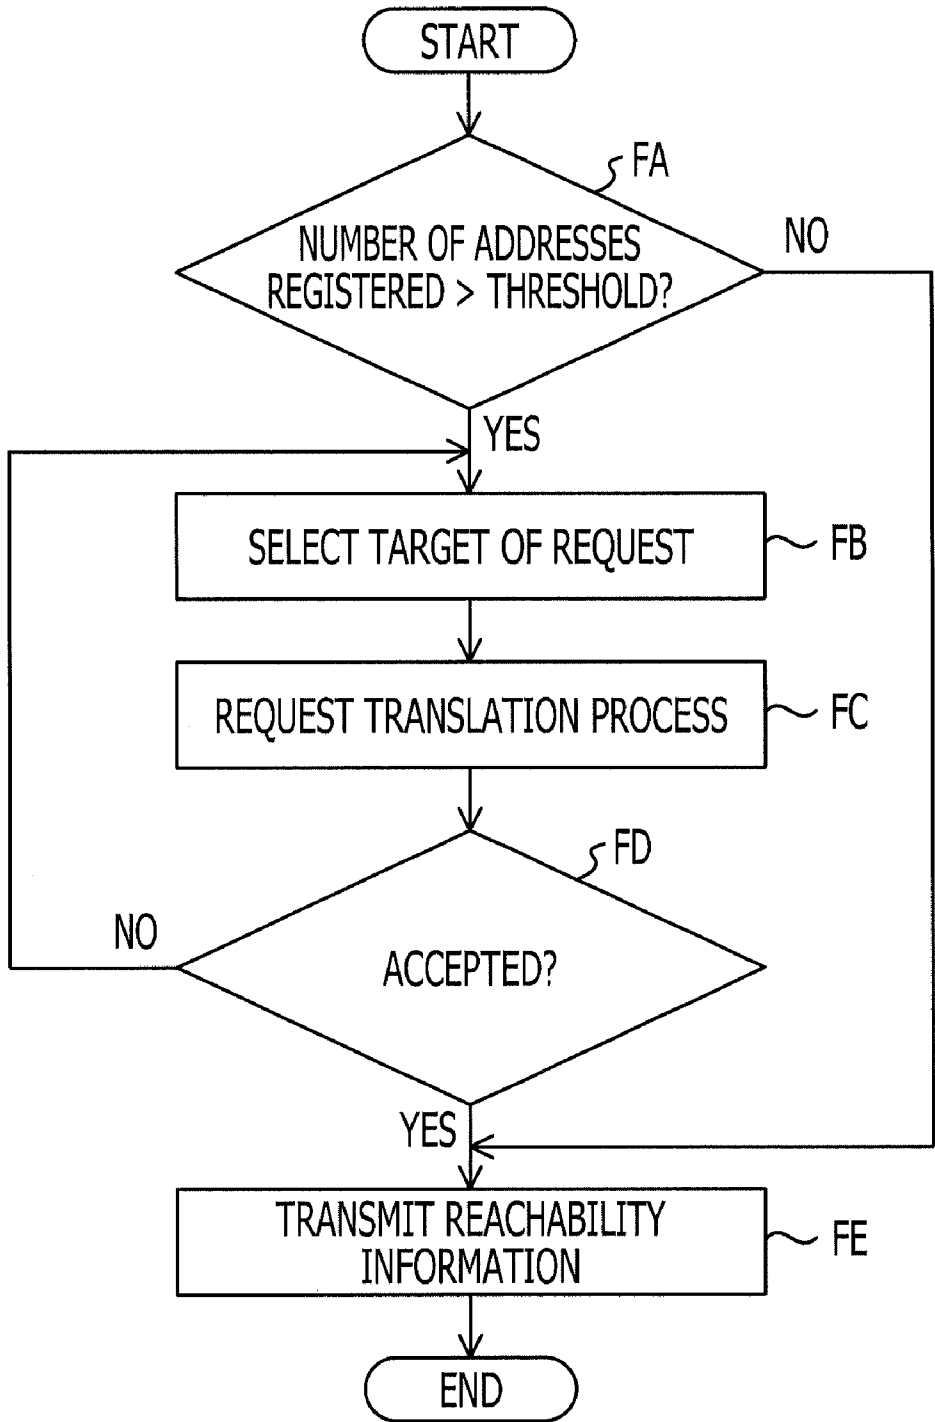 START
FA
NUMBER OF ADDRESSES
REGISTERED > THRESHOLD?
NO
YES
SELECT TARGET OF REQUEST
FB
REQUEST TRANSLATION PROCESS
FC
FD
NO
ACCEPTED?
YES
TRANSMIT REACHABILITY
INFORMATION
FE
END